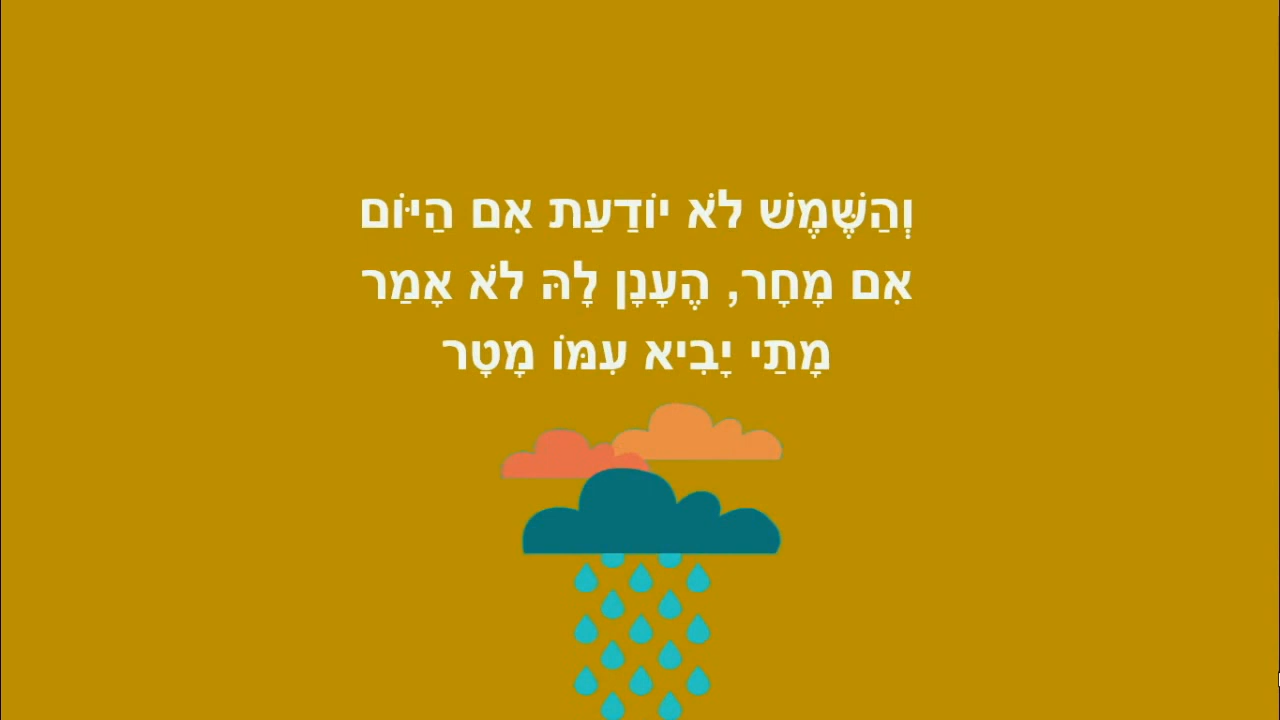 וְהַשֶּׁמֶשׁ לֹא יוֹדַעַת אִם הַיּוֹם
אִם מָחָר, הֶעָנָן לָהּ לֹא אָמַר
מָתַי יָבִיא עִמּוֹ מָטָר